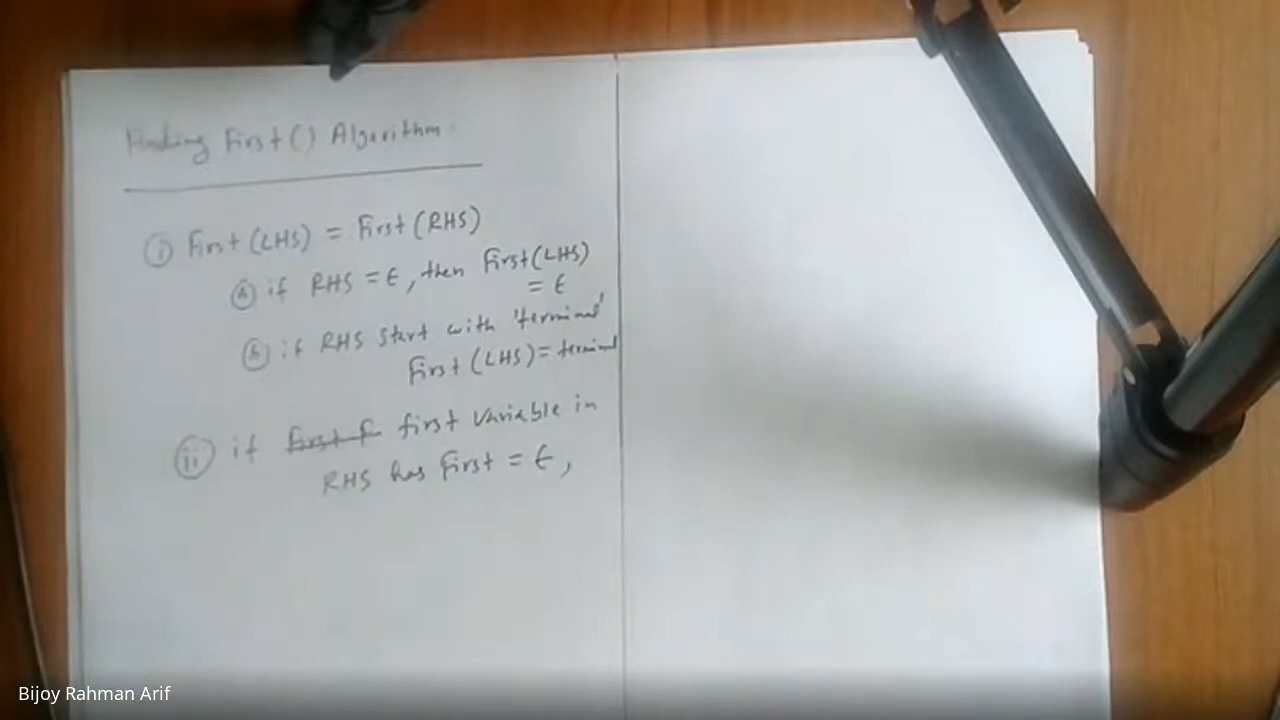 Finding First() Algorithm:
(i) First (LHS) = First (RHS)
(a) if RHS = ε, then First (LHS)
= ε
(b) if RHS start with 'terminal'
First (LHS) = terminal
(ii) if first F first variable in
RHS has First = ε,
Bijoy Rahman Arif